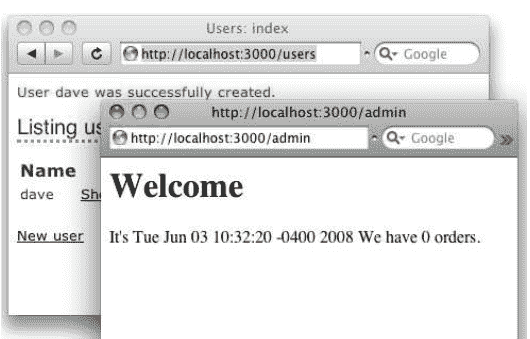 Users: index
http://localhost:3000/users
Google
User dave was successfully created.
Listing us
Name
dave Sh
New user
http://localhost:3000/admin
http://localhost:3000/admin
Google
Welcome
It's Tue Jun 03 10:32:20 -0400 2008 We have 0 orders.